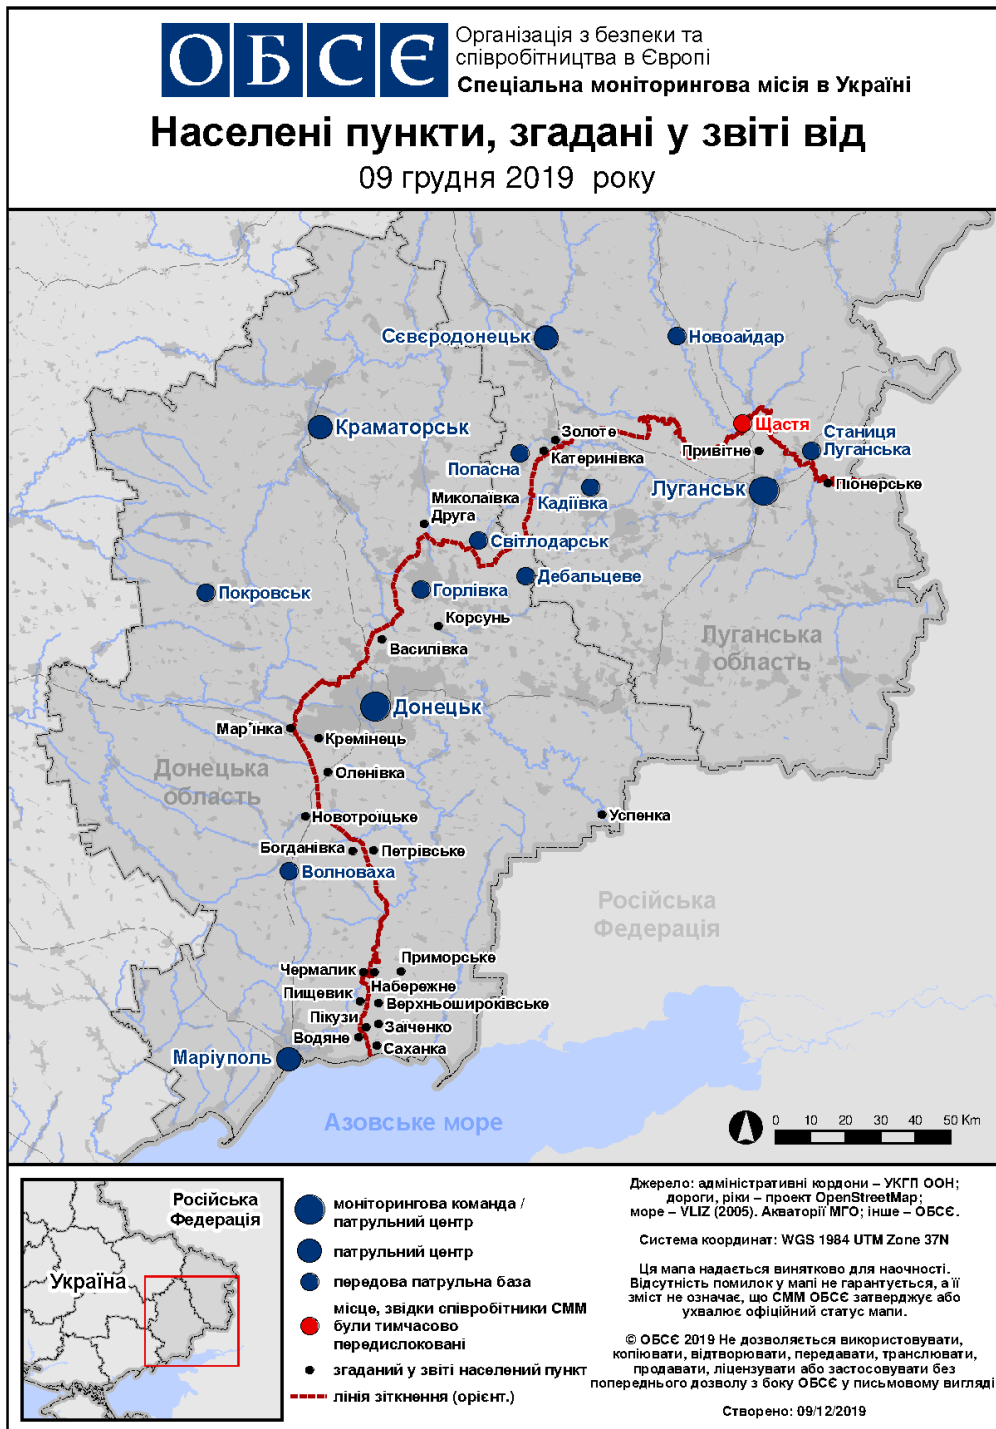 ОБСЄ
Організація з безпеки та
співробітництва в Європі
Спеціальна моніторингова місія в Україні
Населені пункти, згадані у звіті від
09 грудня 2019 року
Сєвєродонецьк
Новоайдар
Краматорськ
Щастя
Золоте
Станиця
Луганська
Привітне
Катеринівка
Попасна
Піонерське
Луганськ
Кадіївка
Миколаївка
Друга
Світлодарськ
Дебальцеве
Горлівка
Покровськ
Корсунь
Василівка
Луганська
область
Донецьк
Мар'їнка
Кремінець
Донецька
область
Оленівка
Новотроїцьке
Успенка
Богданівка
Петрівське
Волноваха
Російська
Федерація
Приморське
Чермалик
Набережне
Пищевик
Верхньошироківське
Пікузи
Заїченко
Водяне
Саханка
Маріуполь
Азовське море
0 10 20 30 40 50 Km
Російська
Федерація
Україна
моніторингова команда /
патрульний центр
патрульний центр
передова патрульна база
місце, звідки співробітники СММ
були тимчасово
передислоковані
згаданий у звіті населений пункт
лінія зіткнення (орієнт.)
Джерело: адміністративні кордони – УКГП ООН;
дороги, ріки – проект OpenStreetMap;
море – VLIZ (2005). Акваторії МГО; інше – ОБСЄ.
Система координат: WGS 1984 UTM Zone 37N
Ця мапа надається винятково для наочності.
Відсутність помилок у мапі не гарантується, а її
зміст не означає, що СММ ОБСЄ затверджує або
ухвалює офіційний статус мапи.
© ОБСЄ 2019 Не дозволяється використовувати,
копіювати, відтворювати, передавати, транслювати,
продавати, ліцензувати або застосовувати без
попереднього дозволу з боку ОБСЄ у письмовому вигляді
Створено: 09/12/2019